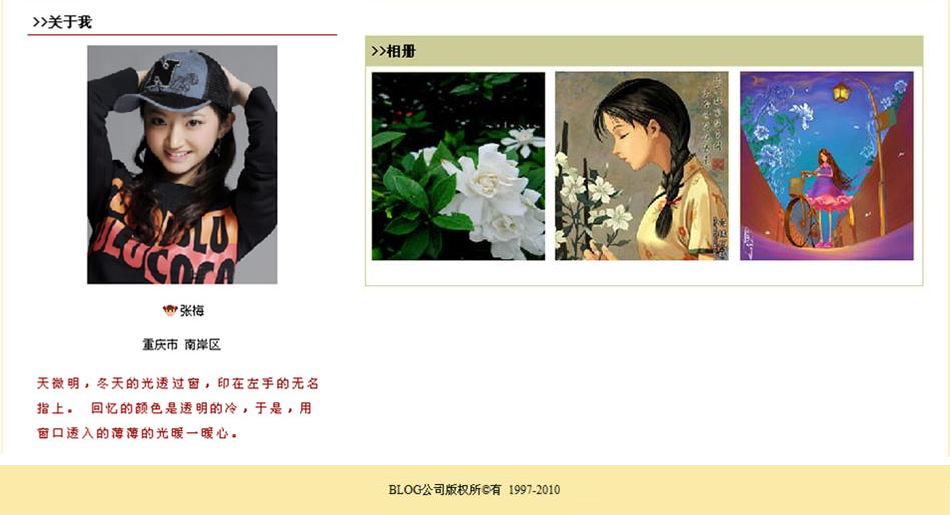 >>关于我
>>相册
张梅
重庆市 南岸区
天微明，冬天的光透过窗，印在左手的无名
指上。 回忆的颜色是透明的冷，于是，用
窗口透入的薄薄的光暖一暖心。
BLOG公司版权所©有 1997-2010